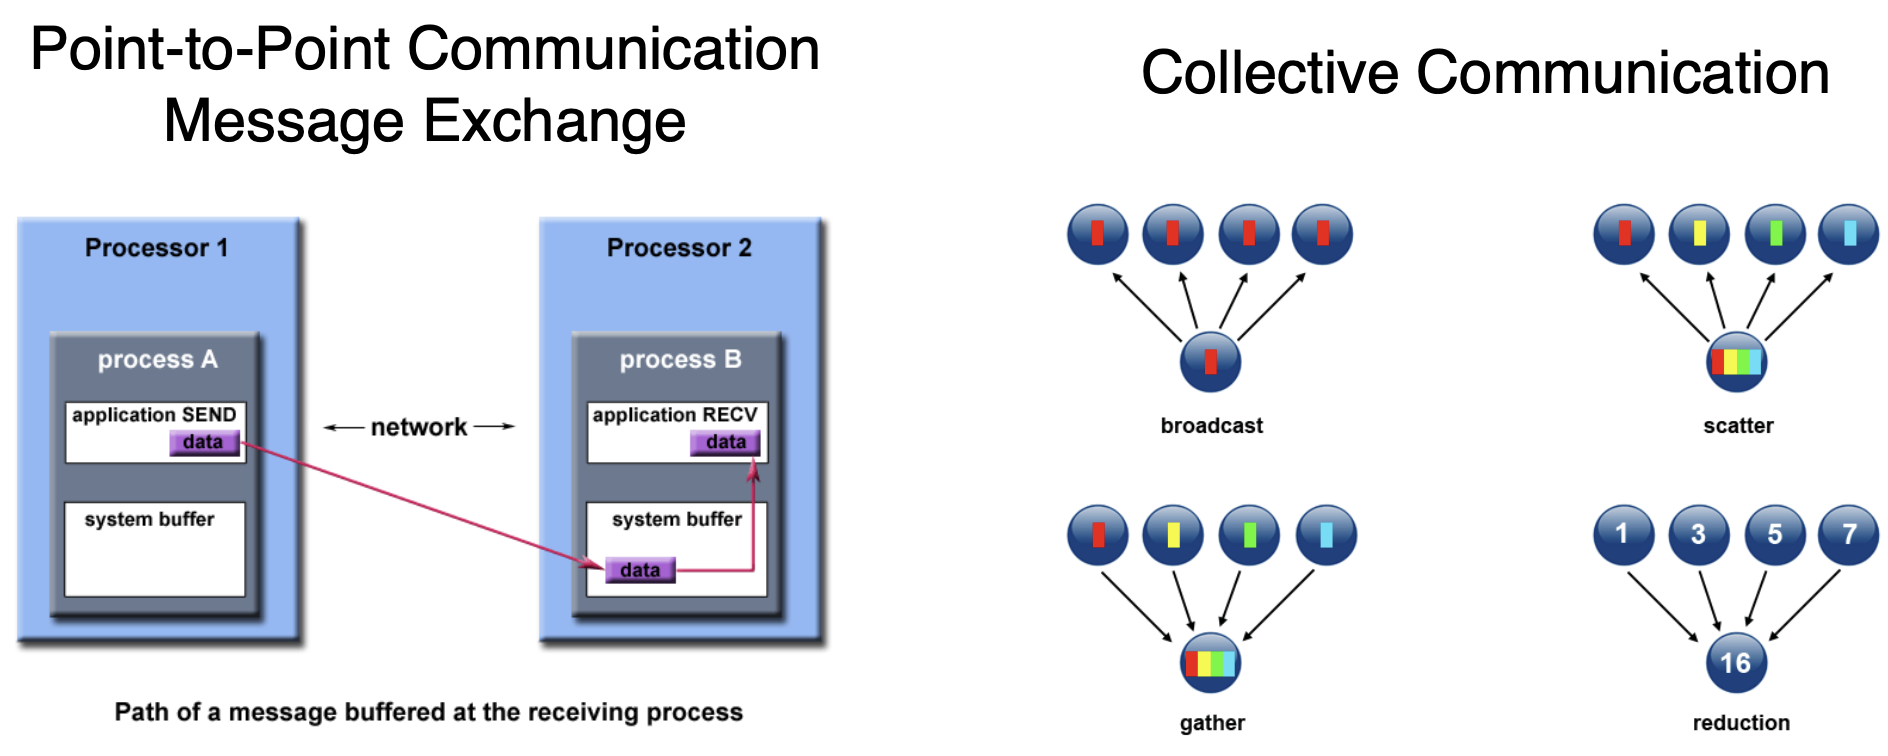 Point-to-Point Communication
Message Exchange
Processor 1
process A
application SEND
data
system buffer
network
Processor 2
process B
application RECV
data
system buffer
data
Path of a message buffered at the receiving process
Collective Communication
broadcast
scatter
gather
1 3 5 7
16
reduction